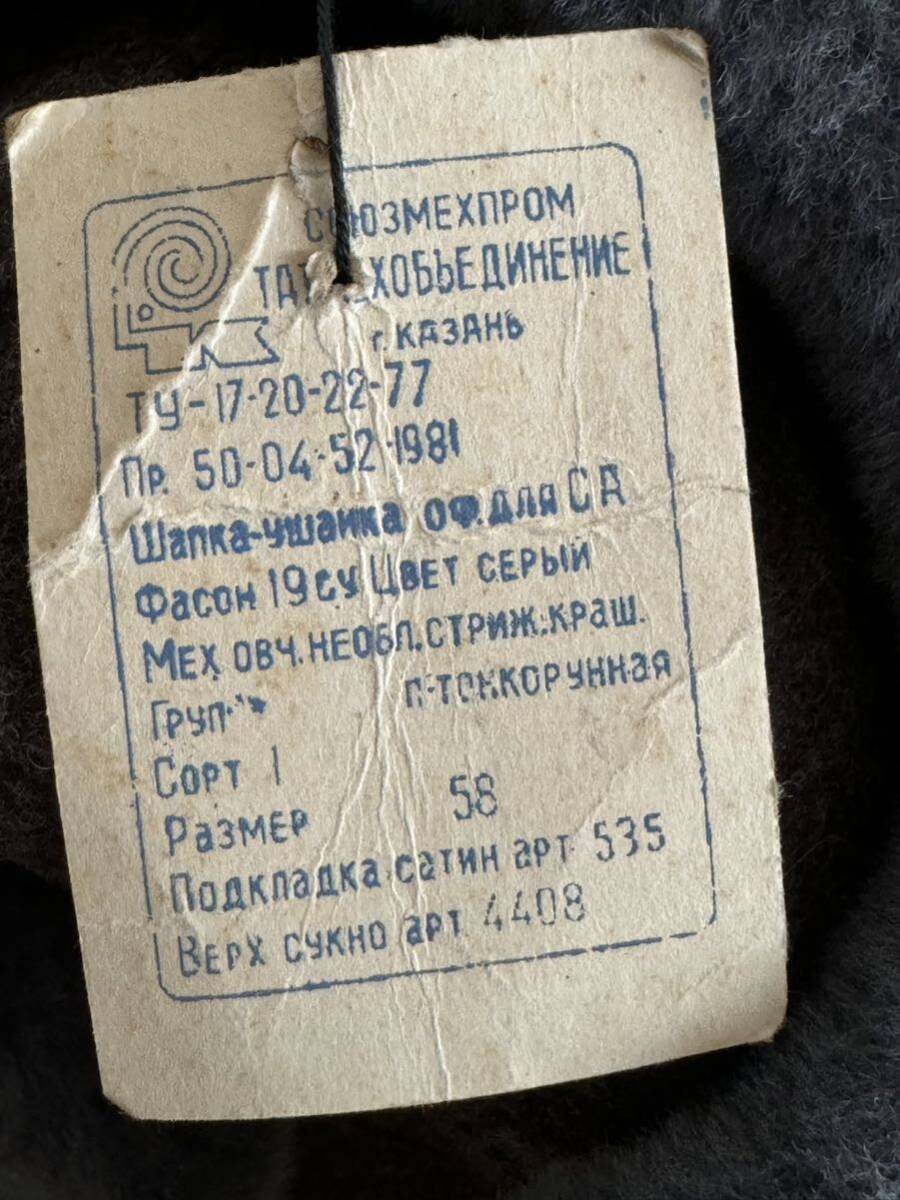 СОЮЗМЕХПРОМ
ТАТМЕХОБЪЕДИНЕНИЕ
г. КАЗАНЬ
ТУ-17-20-22-77
Пр. 50-04-52-1981
Шапка-ушанка оф. для СА
Фасон 19 су Цвет СЕРЫЙ
Мех овч. необл. стриж. краш.
Груп. п-тонкорунная
Сорт 1
Размер 58
Подкладка сатин арт 535
Верх сукно арт 4408